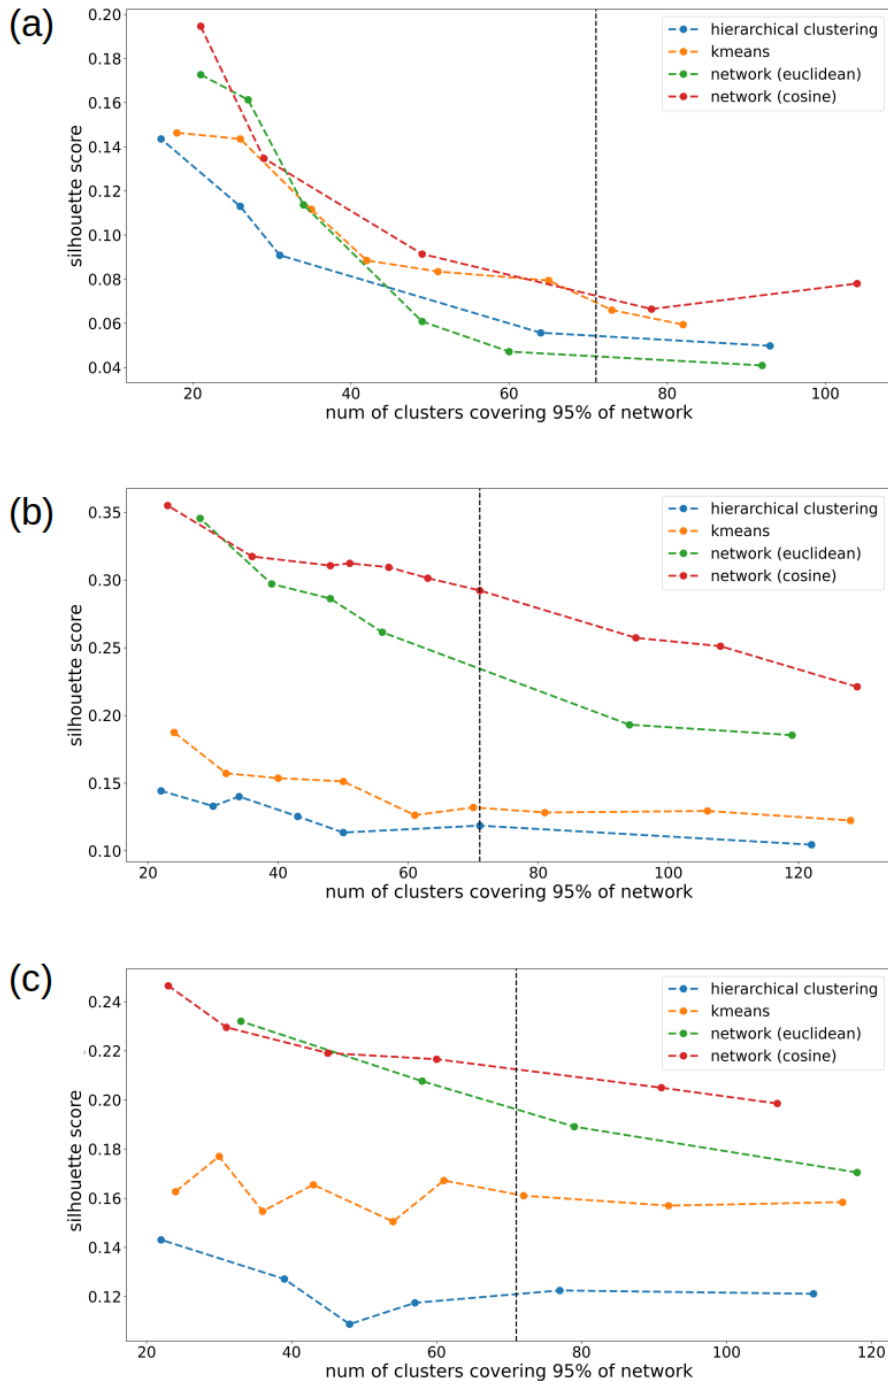 (a)
0.20
0.18
0.16
0.14
0.12
0.10
0.08
0.06
0.04
silhouette score
hierarchical clustering
kmeans
network (euclidean)
network (cosine)
20 40 60 80 100
num of clusters covering 95% of network
(b)
0.35
0.30
0.25
0.20
0.15
0.10
silhouette score
hierarchical clustering
kmeans
network (euclidean)
network (cosine)
20 40 60 80 100 120
num of clusters covering 95% of network
(c)
0.24
0.22
0.20
0.18
0.16
0.14
0.12
silhouette score
hierarchical clustering
kmeans
network (euclidean)
network (cosine)
20 40 60 80 100 120
num of clusters covering 95% of network